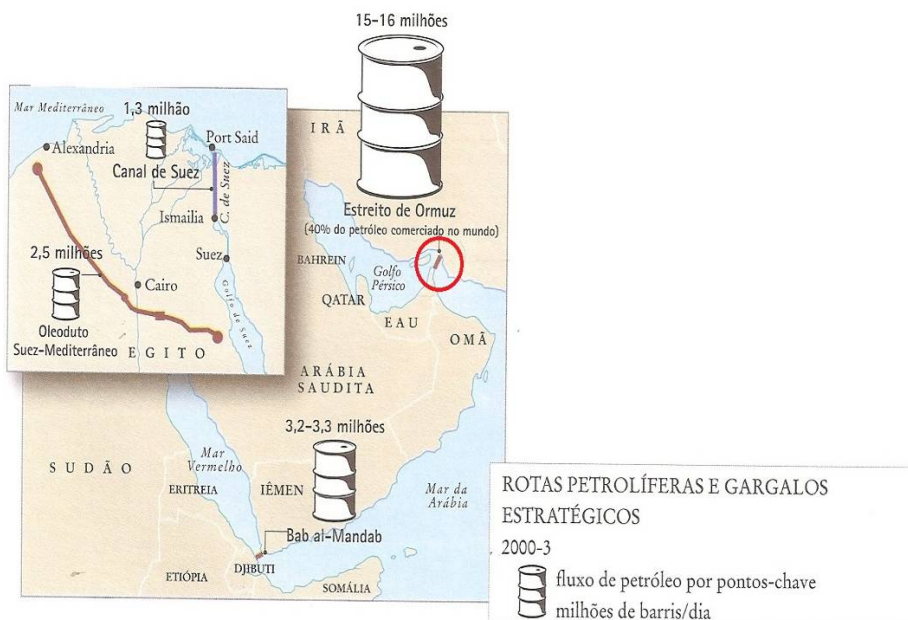 15-16 milhões
IRÃ
Estreito de Ormuz
(40% do petróleo comerciado no mundo)
BAHREIN
Golfo
Pérsico
QATAR
EAU
OMÃ
ARÁBIA
SAUDITA
Mar Mediterrâneo
1,3 milhão
Alexandria
Port Said
Canal de Suez
C. de Suez
Ismailia
2,5 milhões
Suez
Cairo
Golfo de Suez
Oleoduto
Suez-Mediterrâneo
EGITO
3,2-3,3 milhões
SUDÃO
Mar
Vermelho
ERITREIA
IÊMEN
Mar da
Arábia
Bab al-Mandab
DJIBUTI
ETIÓPIA
SOMÁLIA
ROTAS PETROLÍFERAS E GARGALOS
ESTRATÉGICOS
2000-3
fluxo de petróleo por pontos-chave
milhões de barris/dia